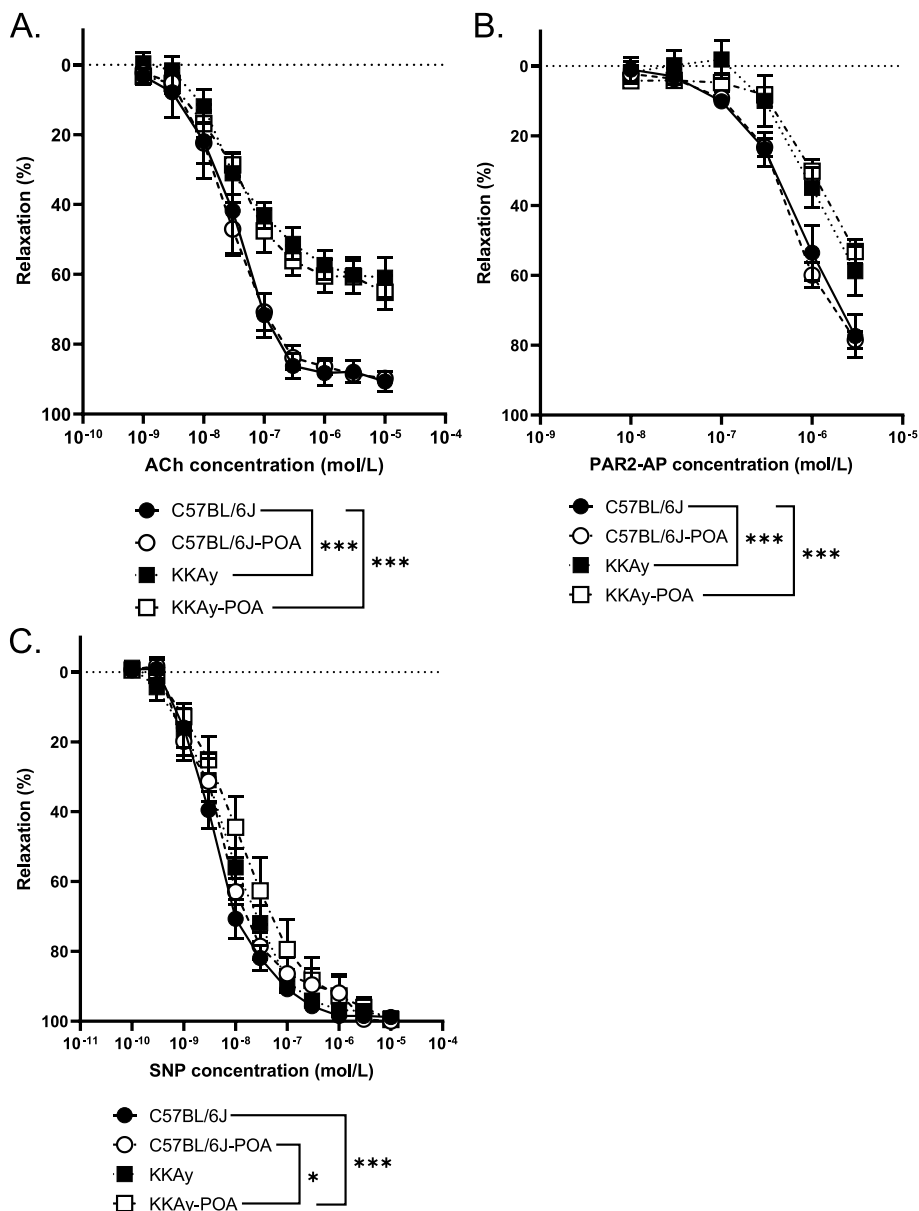 A.
Relaxation (%)
0
20
40
60
80
100
10⁻¹⁰ 10⁻⁹ 10⁻⁸ 10⁻⁷ 10⁻⁶ 10⁻⁵ 10⁻⁴
ACh concentration (mol/L)
C57BL/6J
C57BL/6J-POA
KKAy
KKAy-POA
***
***
B.
Relaxation (%)
0
20
40
60
80
100
10⁻⁹ 10⁻⁸ 10⁻⁷ 10⁻⁶ 10⁻⁵
PAR2-AP concentration (mol/L)
C57BL/6J
C57BL/6J-POA
KKAy
KKAy-POA
***
***
C.
Relaxation (%)
0
20
40
60
80
100
10⁻¹¹ 10⁻¹⁰ 10⁻⁹ 10⁻⁸ 10⁻⁷ 10⁻⁶ 10⁻⁵ 10⁻⁴
SNP concentration (mol/L)
C57BL/6J
C57BL/6J-POA
KKAy
KKAy-POA
*
***